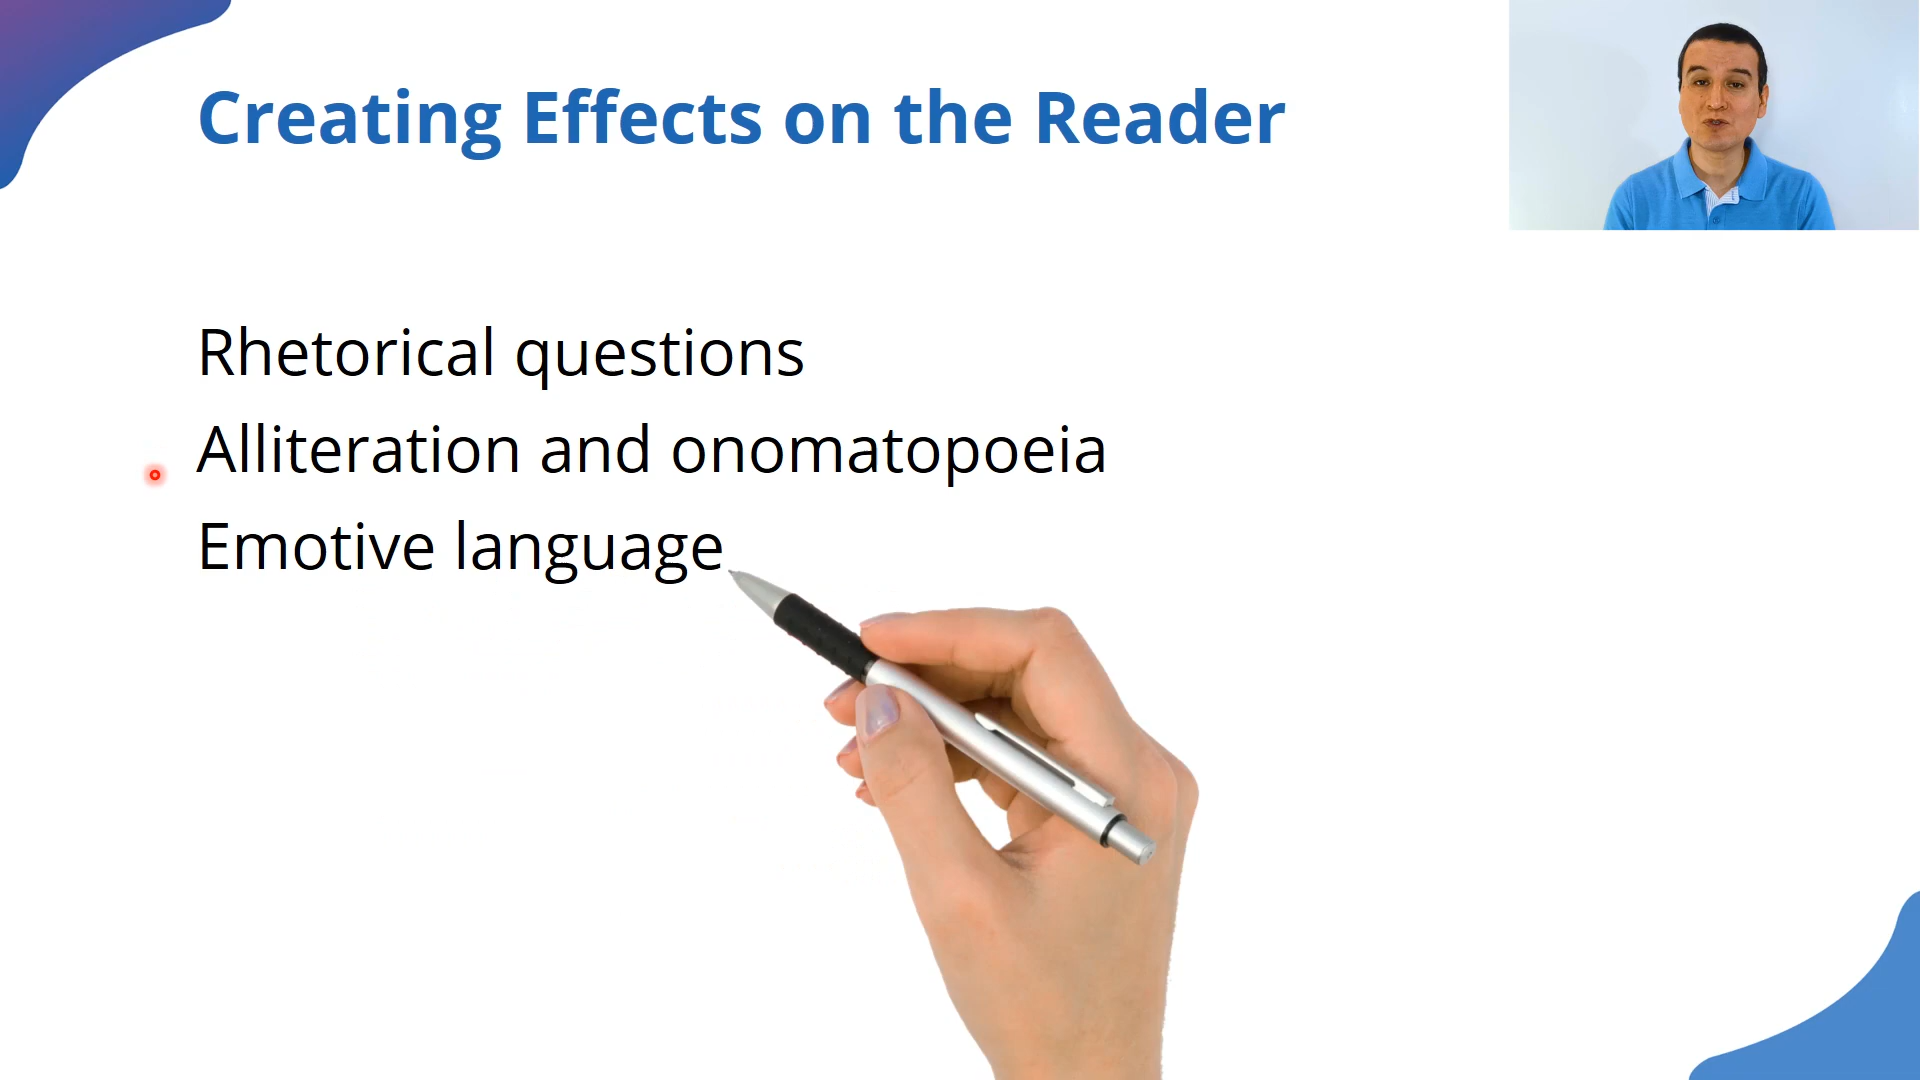 Creating Effects on the Reader
Rhetorical questions
Alliteration and onomatopoeia
Emotive language